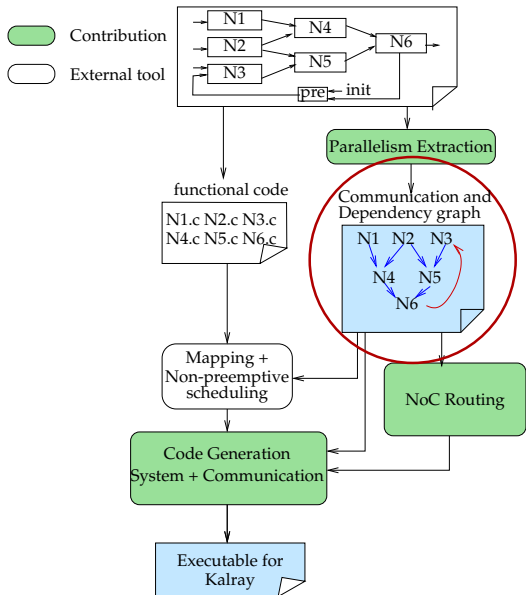 Contribution
External tool
N1
N2
N3
N4
N5
N6
pre
init
Parallelism Extraction
functional code
N1.c N2.c N3.c
N4.c N5.c N6.c
Communication and
Dependency graph
N1 N2 N3
N4 N5
N6
Mapping +
Non-preemptive
scheduling
NoC Routing
Code Generation
System + Communication
Executable for
Kalray